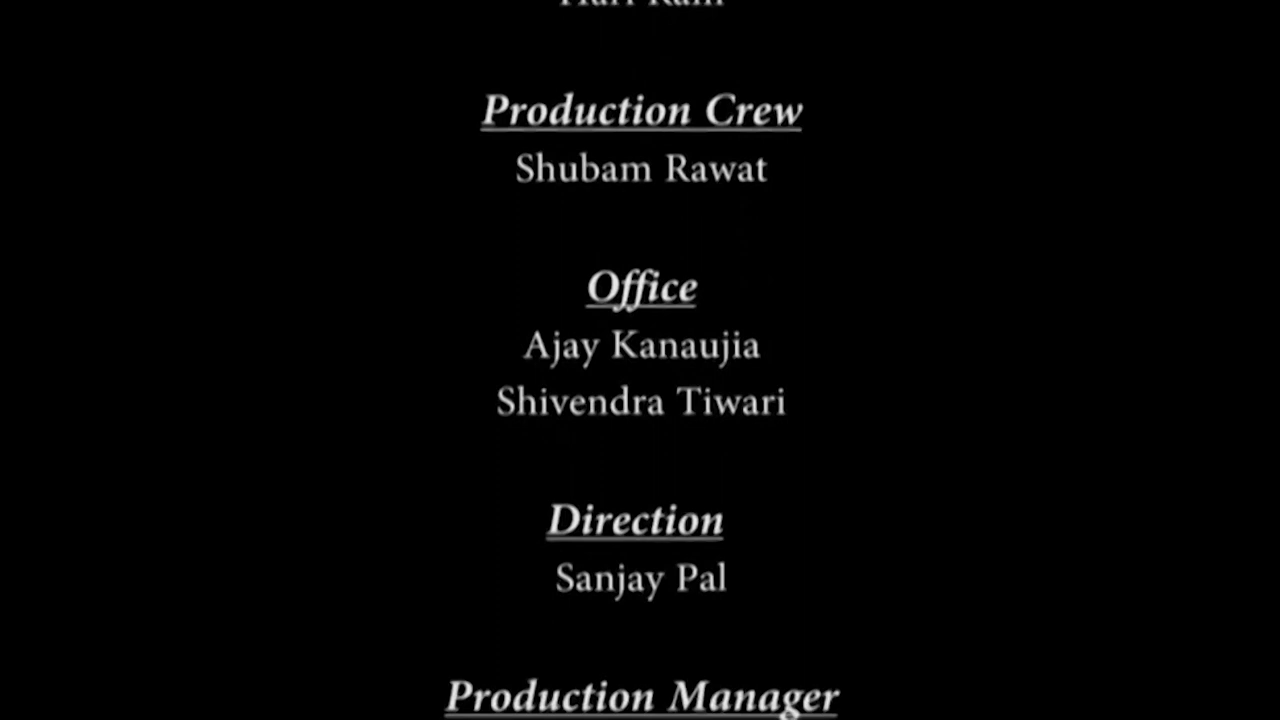 Production Crew
Shubam Rawat
Office
Ajay Kanaujia
Shivendra Tiwari
Direction
Sanjay Pal
Production Manager